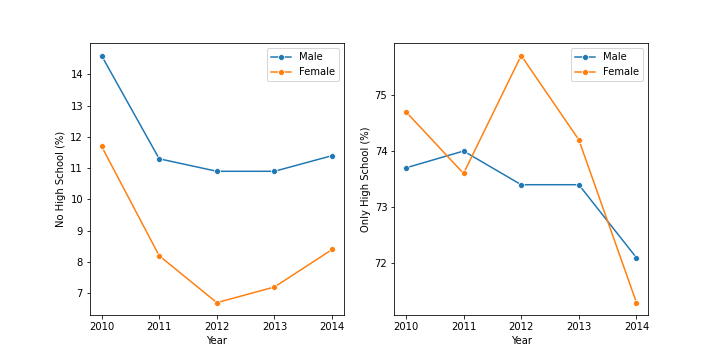 Male
Female
14
13
12
11
10
9
8
7
No High School (%)
2010
2011
2012
2013
2014
Year
Male
Female
75
74
73
72
Only High School (%)
2010
2011
2012
2013
2014
Year